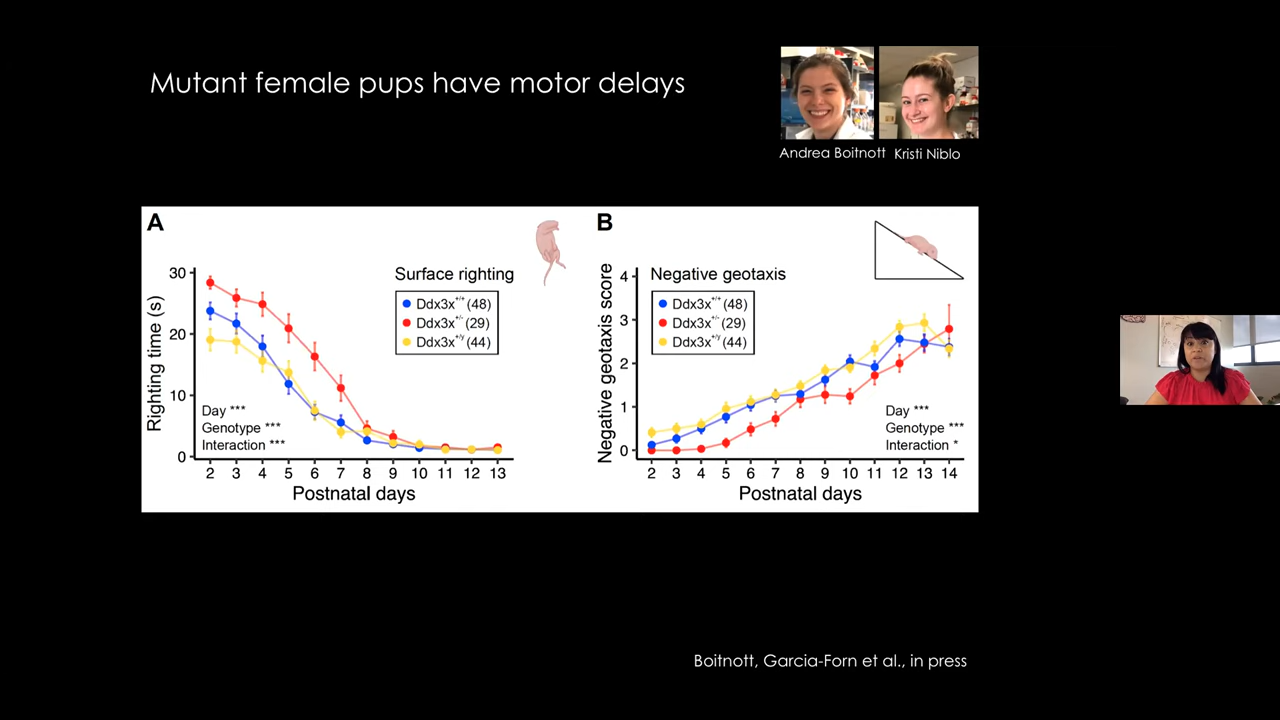 Mutant female pups have motor delays
Andrea Boitnott
Kristi Niblo
A
Surface righting
Ddx3x+/+ (48)
Ddx3x+/- (29)
Ddx3x+/y (44)
Righting time (s)
30
20
10
0
Day ***
Genotype ***
Interaction ***
2 3 4 5 6 7 8 9 10 11 12 13
Postnatal days
B
Negative geotaxis
Ddx3x+/+ (48)
Ddx3x+/- (29)
Ddx3x+/y (44)
Negative geotaxis score
4
3
2
1
0
Day ***
Genotype ***
Interaction *
2 3 4 5 6 7 8 9 10 11 12 13 14
Postnatal days
Boitnott, Garcia-Forn et al., in press